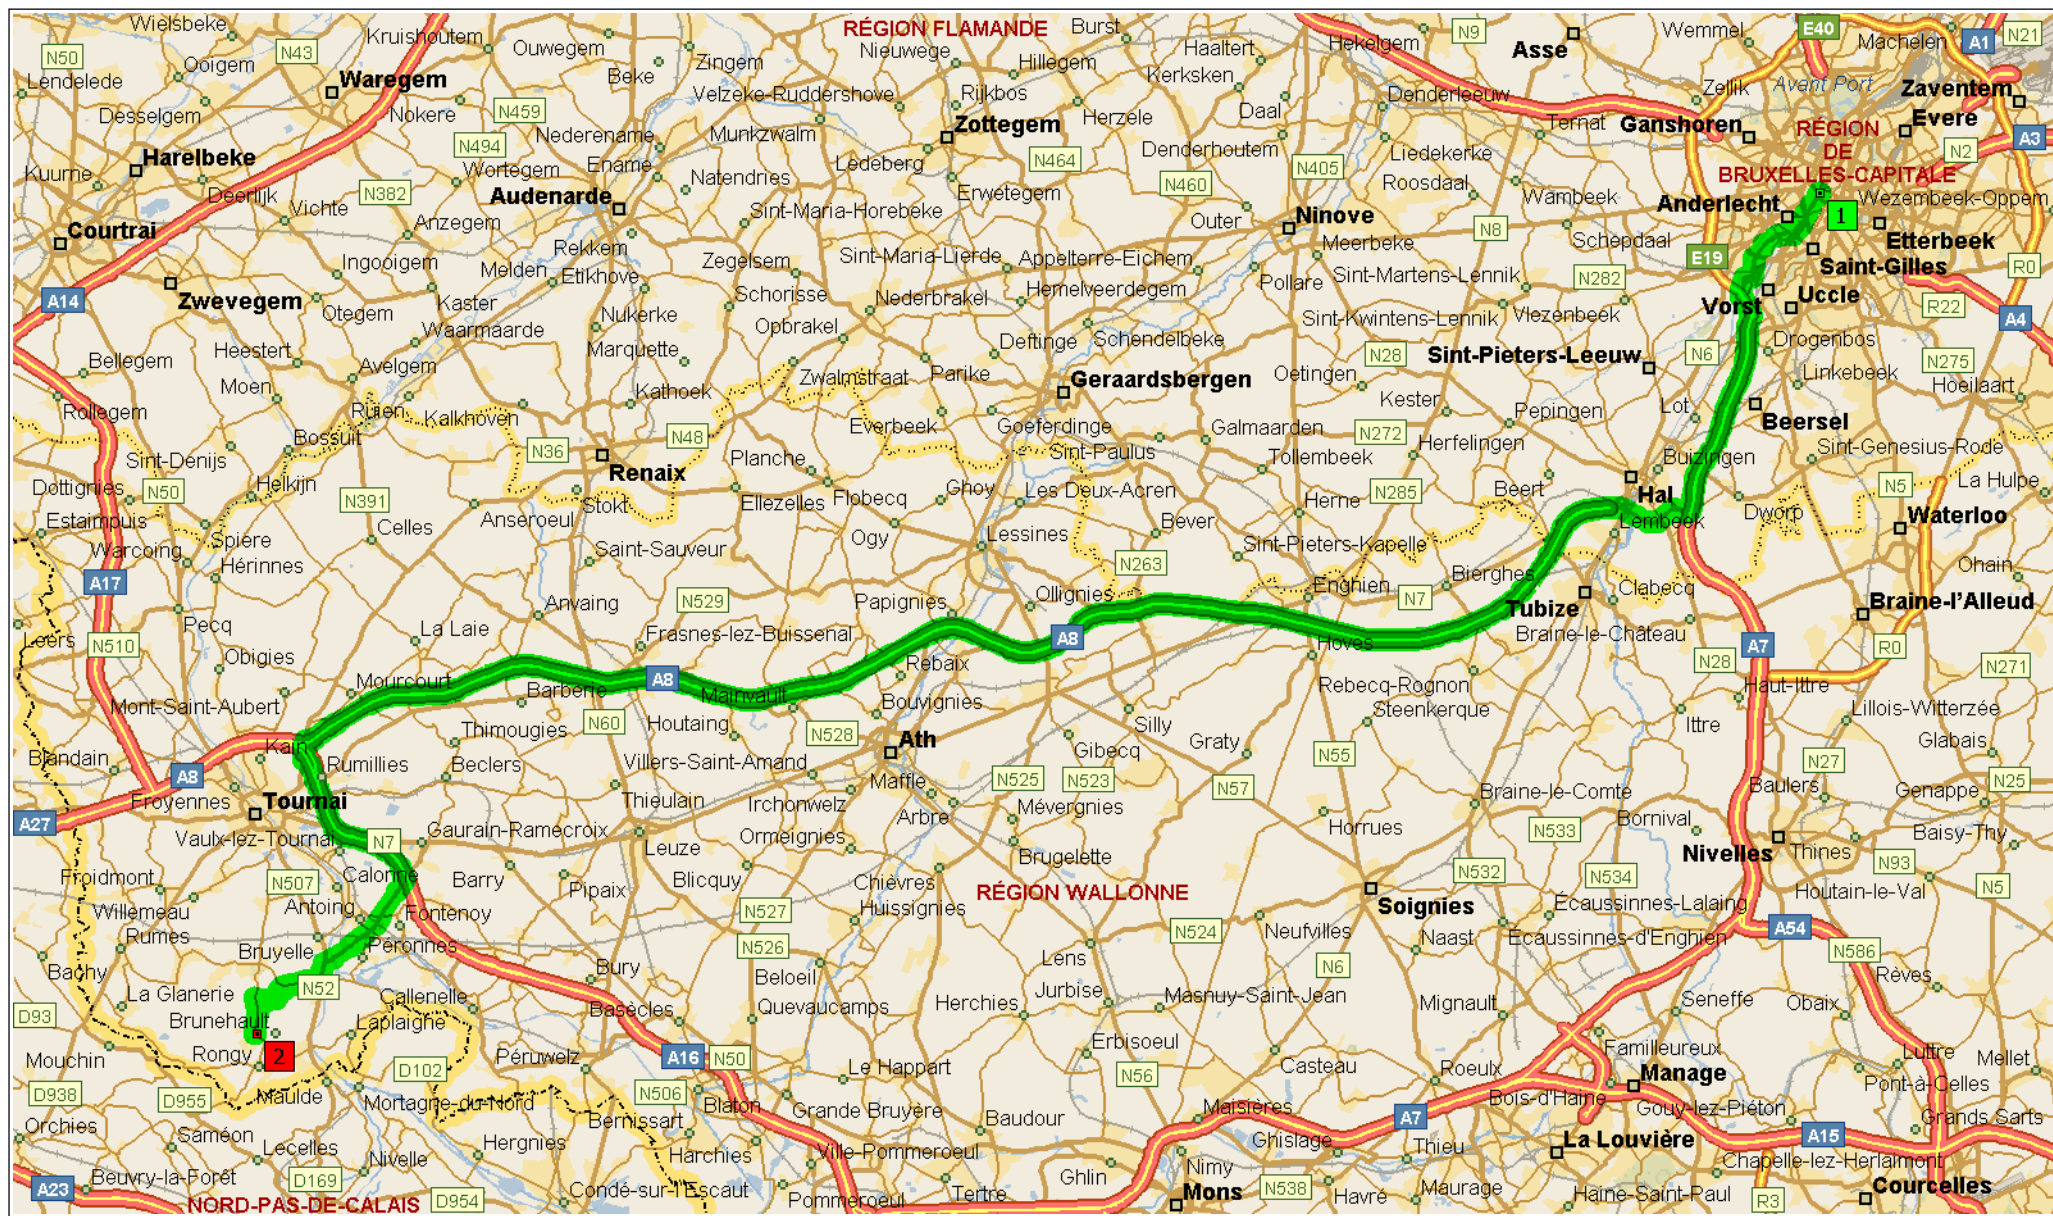 Wielsbeke
Kruishoutem
Ouwegem
RÉGION FLAMANDE
Burst
N9
Wemmel
E40
Machelen
A1
N21
N50
Ooigem
N43
Nieuwege
Haaltert
Hekelgem
Asse
Lendelede
Waregem
Beke
Zingem
Hillegem
Kerksken
Zellik
Avant Port
Zaventem
Desselgem
Nokere
N459
Velzeke-Ruddershove
Rijkbos
Daal
Denderleeuw
Evere
Nederename
Munkzwalm
Zottegem
Herzele
Ternat
Ganshoren
RÉGION
DE
BRUXELLES-CAPITALE
A3
N2
Harelbeke
N494
Wortegem
Ename
Ledeberg
N464
Denderhoutem
N405
Liedekerke
Kuurne
Deerlijk
N382
Natendries
Erwetegem
N460
Roosdaal
Wambeek
Wezembeek-Oppem
Vichte
Audenarde
Sint-Maria-Horebeke
Outer
Ninove
N8
Anderlecht
1
Courtrai
Anzegem
Rekkem
Meerbeke
Schepdaal
Etterbeek
Ingooigem
Melden
Etikhove
Zegelsem
Sint-Maria-Lierde
Appelterre-Eichem
Pollare
Sint-Martens-Lennik
N282
E19
Saint-Gilles
R0
A14
Zwevegem
Otegem
Kaster
Schorisse
Nederbrakel
Hemelveerdegem
Vorst
Uccle
R22
A4
Waarmaarde
Nukerke
Opbrakel
Deftinge
Schendelbeke
Sint-Kwintens-Lennik
Vlezenbeek
Bellegem
Heestert
Avelgem
Marquette
N28
Sint-Pieters-Leeuw
N6
Drogenbos
N275
Moen
Kathoek
Zwalmstraat
Parike
Geraardsbergen
Oetingen
Linkebeek
Hoeilaart
Rollegem
Ruien
Kalkhoven
Kester
Pepingen
Lot
Beersel
Bossuit
N36
N48
Everbeek
Goeferdinge
Galmaarden
N272
Herfelingen
Sint-Genesius-Rode
Sint-Denijs
Renaix
Planche
Sint-Paulus
Tollembeek
Buizingen
Dottignies
N50
Helkijn
N391
Stokt
Ellezelles
Flobecq
Ghoy
Les Deux-Acren
Herne
N285
Beert
Hal
N5
La Hulpe
Estaimpuis
Celles
Anseroeul
Ogy
Lessines
Bever
Lembeek
Dworp
Waterloo
Warcoing
Spiere
Hérinnes
Saint-Sauveur
Sint-Pieters-Kapelle
N263
Ohain
A17
Anvaing
N529
Papignies
Ollignies
Enghien
N7
Bierghes
Tubize
Clabecq
Braine-l'Alleud
Leers
N510
Pecq
La Laie
Frasnes-lez-Buissenal
A8
Hoves
Braine-le-Château
A7
R0
Obigies
Mourcourt
Barberie
A8
Mainvault
Rebaix
Rebecq-Rognon
N28
N271
Mont-Saint-Aubert
Thimougies
N60
Houtaing
Bouvignies
Silly
Steenkerque
Haut-Ittre
Ittre
Lillois-Witterzée
Blandain
Kain
N528
Ath
Gibecq
Graty
N55
Glabais
A8
Rumillies
Beclers
Villers-Saint-Amand
Maffle
N525
N523
N57
N27
Baulers
N25
Froyennes
Tournai
Thieulain
Irchonwelz
Arbre
Mévergnies
Braine-le-Comte
Genappe
A27
Vaulx-lez-Tournai
N7
Gaurain-Ramecroix
Leuze
Ormeignies
Brugelette
Horrues
N533
Bornival
Nivelles
Thines
Baisy-Thy
Froidmont
N507
Calonne
Barry
Pipaix
Blicquy
Chièvres
RÉGION WALLONNE
N532
N534
N93
Houtain-le-Val
N5
Willemeau
Antoing
Fontenoy
N527
Huissignies
Soignies
Écaussinnes-Lalaing
Rumes
Bruyelle
Péronnes
N526
N524
Neufvilles
Naast
Écaussinnes-d'Enghien
A54
N586
Bachy
Bury
Beloeil
Lens
N6
Rèves
La Glanerie
N52
Callenelle
Basècles
Quevaucamps
Herchies
Jurbise
Masnuy-Saint-Jean
Mignault
Seneffe
Obaix
D93
Brunehault
Laplaigne
Mouchin
Rongy
2
Péruwelz
A16
N50
Erbisoeul
Casteau
Familleureux
Luttre
Mellet
D102
Le Happart
N56
Roeulx
Manage
Pont-à-Celles
D938
D955
Maulde
Mortagne-du-Nord
N506
Blaton
Grande Bruyère
Baudour
Maisières
A7
Bois-d'Haine
Gouy-lez-Piéton
Grands Sarts
Orchies
Saméon
Lecelles
Hergnies
Bernissart
Harchies
Ville-Pommeroeul
Ghislage
Thieu
La Louvière
A15
Beuvry-la-Forêt
Nivelle
Ghlin
Nimy
Chapelle-lez-Herlaimont
A23
D169
D954
Condé-sur-l'Escaut
Pommeroeul
Tertre
Mons
N538
Havré
Maurage
Haine-Saint-Paul
R3
Courcelles
NORD-PAS-DE-CALAIS